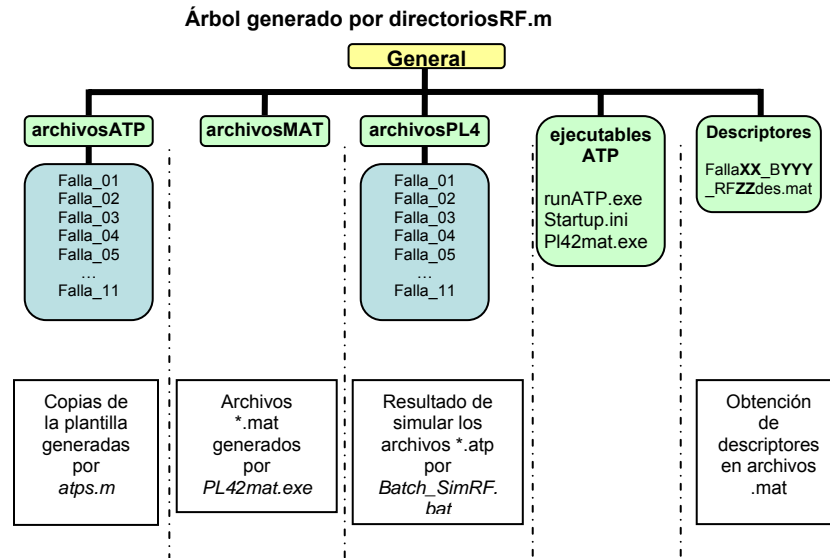 Árbol generado por directoriosRF.m
General
archivosATP
Falla_01
Falla_02
Falla_03
Falla_04
Falla_05
...
Falla_11
Copias de
la plantilla
generadas
por
atps.m
archivosMAT
Archivos
*.mat
generados
por
PL42mat.exe
archivosPL4
Falla_01
Falla_02
Falla_03
Falla_04
Falla_05
...
Falla_11
Resultado de
simular los
archivos *.atp
por
Batch_SimRF.
bat
ejecutables
ATP
runATP.exe
Startup.ini
Pl42mat.exe
Descriptores
FallaXX_BYYY
_RFZZdes.mat
Obtención
de
descriptores
en archivos
.mat